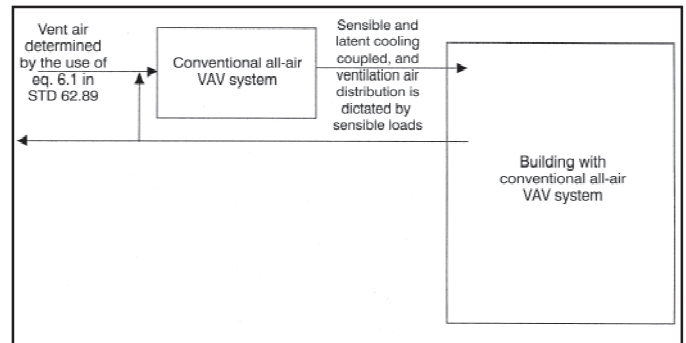 Vent air
determined
by the use of
eq. 6.1 in
STD 62.89
Conventional all-air
VAV system
Sensible and
latent cooling
coupled, and
ventilation air
distribution is
dictated by
sensible loads
Building with
conventional all-air
VAV system